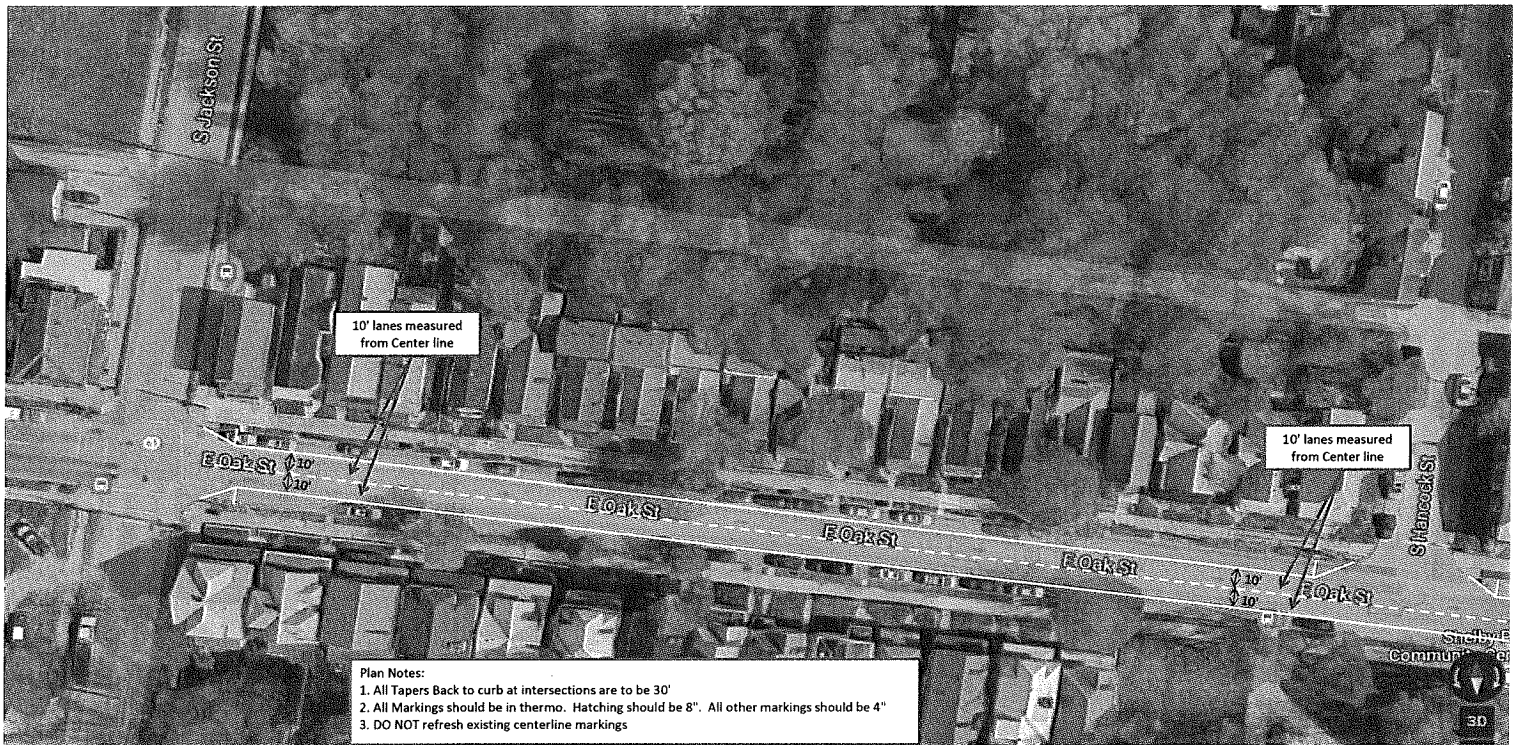 S Jackson St
10' lanes measured
from Center line
10' lanes measured
from Center line
E Oak St
10'
10'
E Oak St
E Oak St
E Oak St
S Hancock St
10'
10'
E Oak St
Shelby P
Community Cen
Plan Notes:
1. All Tapers Back to curb at intersections are to be 30'
2. All Markings should be in thermo. Hatching should be 8". All other markings should be 4"
3. DO NOT refresh existing centerline markings
3D